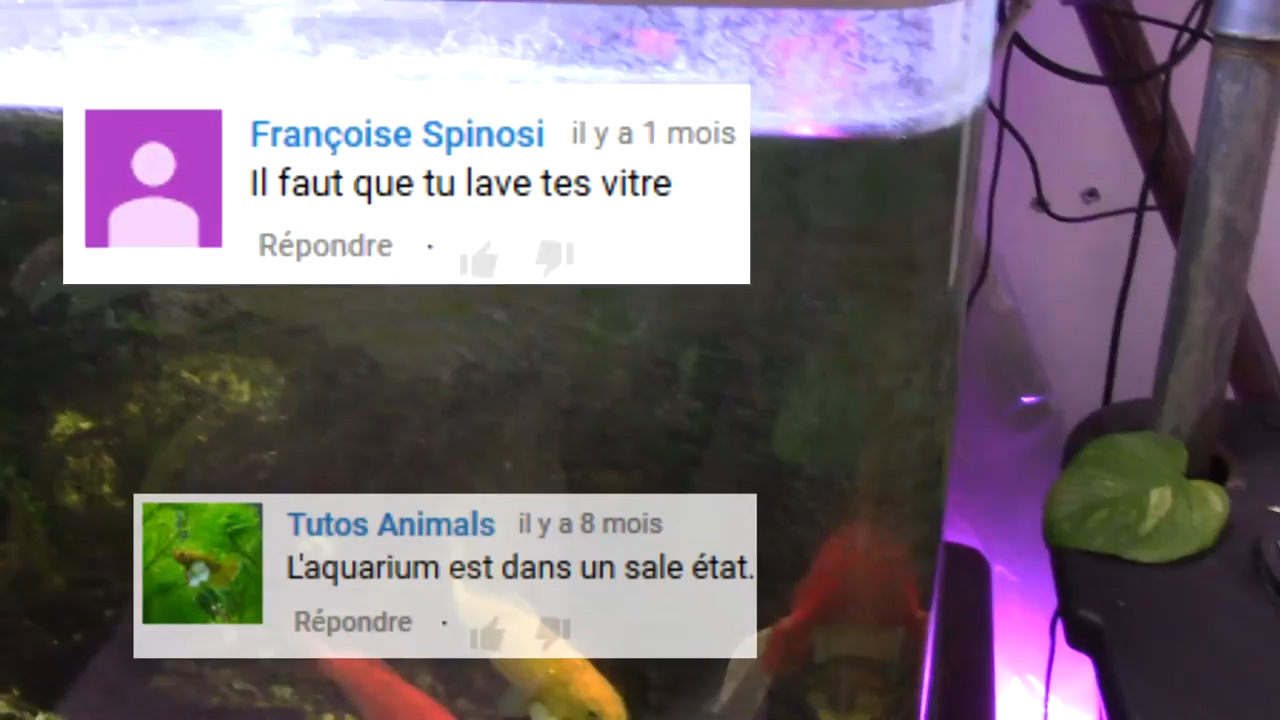 Françoise Spinosi il y a 1 mois
Il faut que tu lave tes vitre
Répondre ·
Tutos Animals il y a 8 mois
L'aquarium est dans un sale état.
Répondre ·